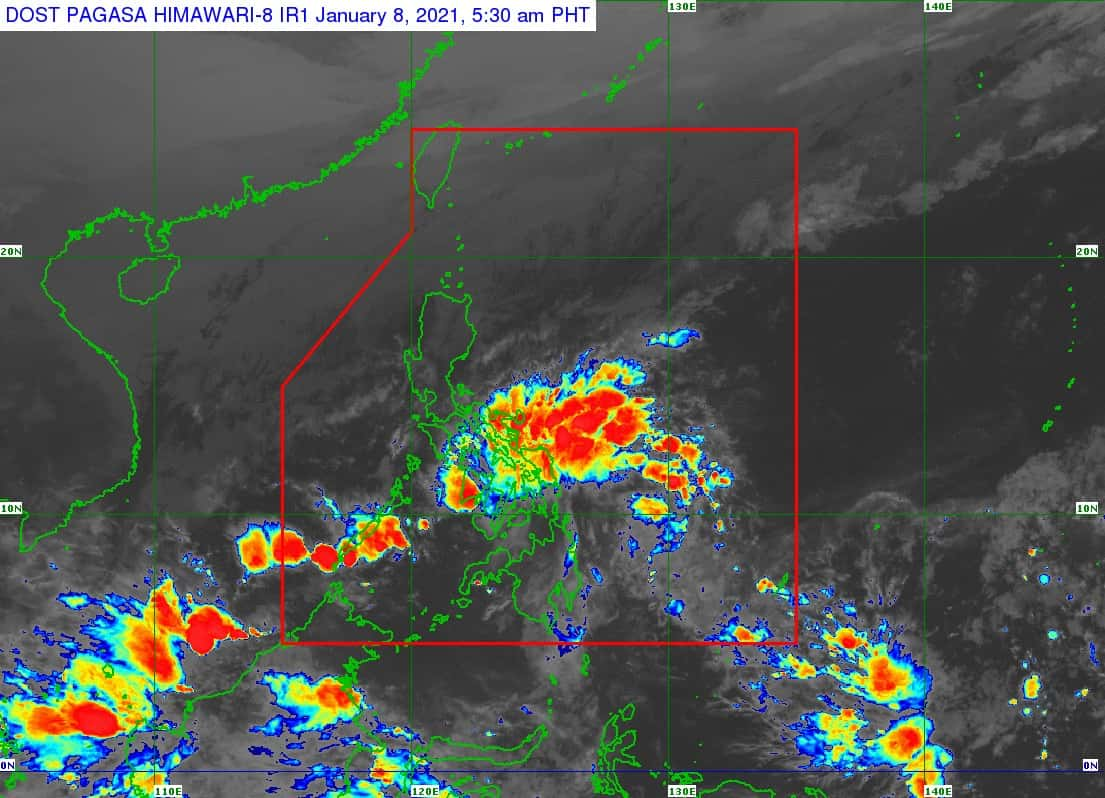 DOST PAGASA HIMAWARI-8 IR1 January 8, 2021, 5:30 am PHT
130E 140E
20N 20N
10N 10N
0N 0N
110E 120E 130E 140E